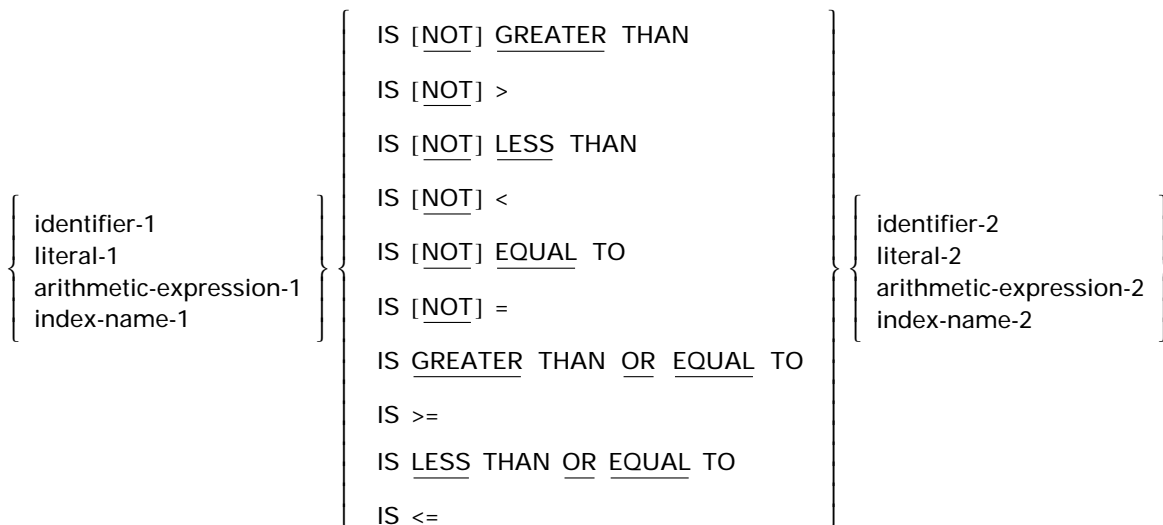 IS [NOT] GREATER THAN
IS [NOT] >
IS [NOT] LESS THAN
IS [NOT] <
identifier-1
literal-1
arithmetic-expression-1
index-name-1
IS [NOT] EQUAL TO
IS [NOT] =
IS GREATER THAN OR EQUAL TO
IS >=
IS LESS THAN OR EQUAL TO
IS <=
identifier-2
literal-2
arithmetic-expression-2
index-name-2